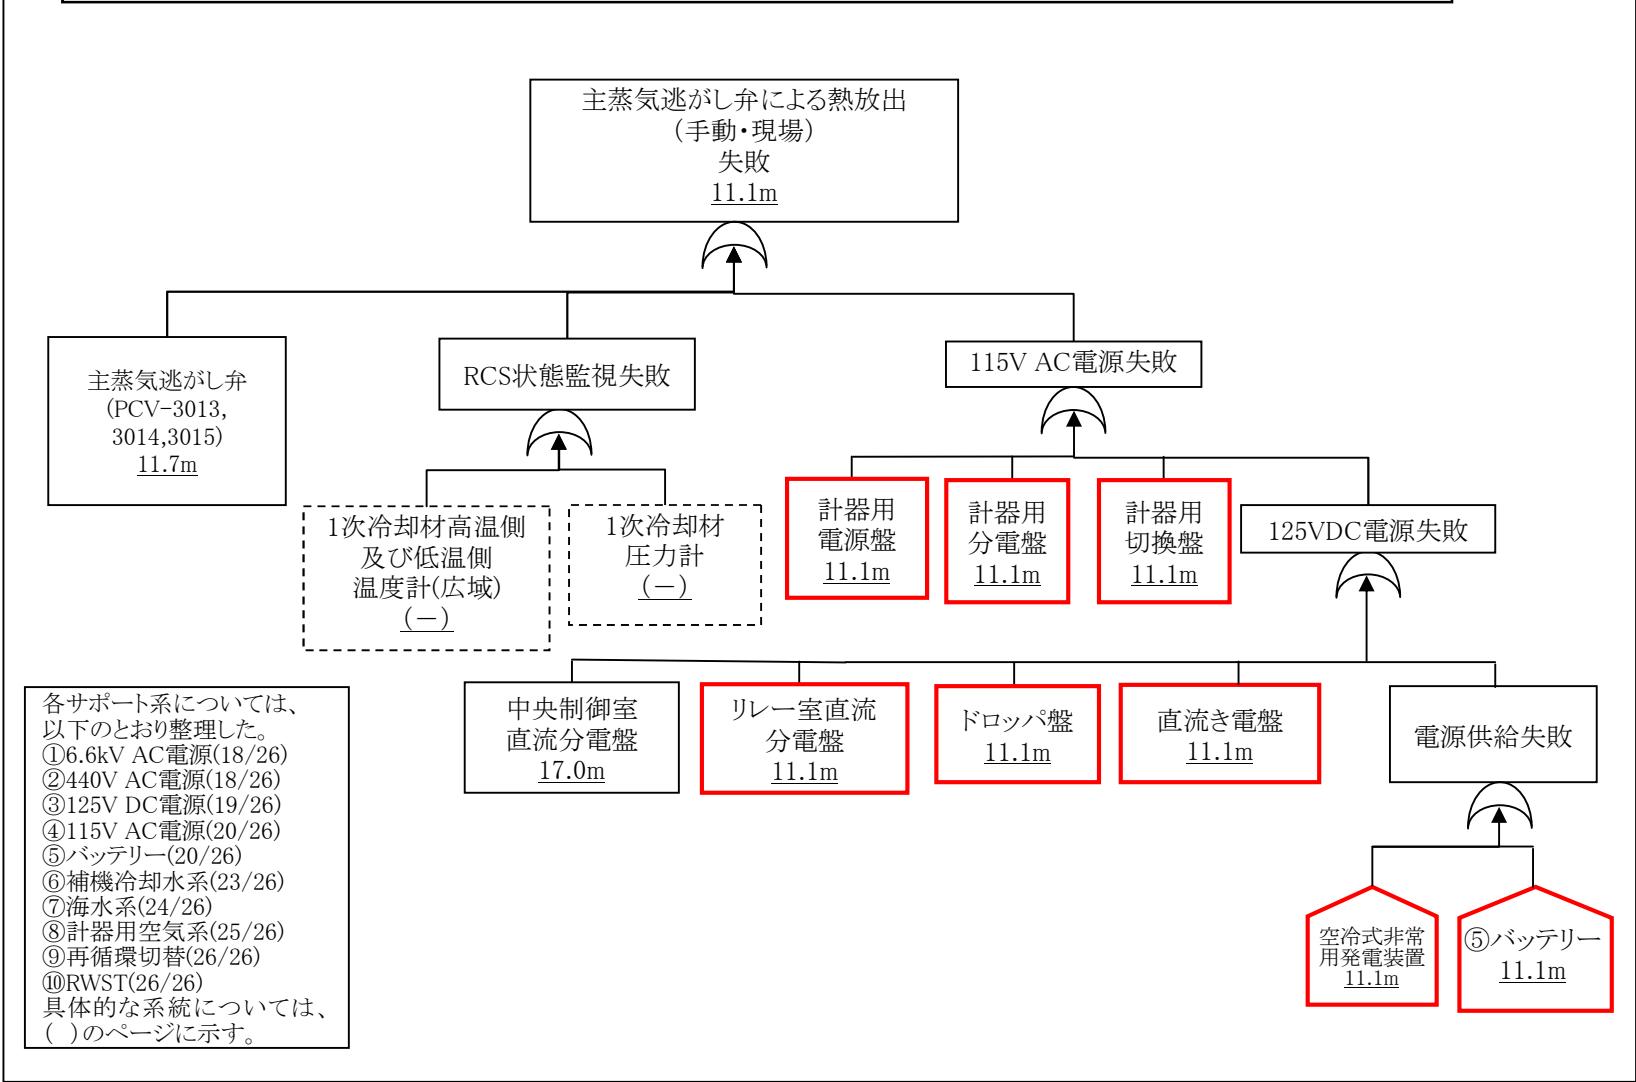 主蒸気逃がし弁による熱放出
(手動・現場)
失敗
11.1m
主蒸気逃がし弁
(PCV-3013,
3014,3015)
11.7m
RCS状態監視失敗
115V AC電源失敗
1次冷却材高温側
及び低温側
温度計(広域)
(-)
1次冷却材
圧力計
(-)
計器用
電源盤
11.1m
計器用
分電盤
11.1m
計器用
切換盤
11.1m
125VDC電源失敗
中央制御室
直流分電盤
17.0m
リレー室直流
分電盤
11.1m
ドロッパ盤
11.1m
直流き電盤
11.1m
電源供給失敗
空冷式非常
用発電装置
11.1m
⑤バッテリー
11.1m
各サポート系については、
以下のとおり整理した。
①6.6kV AC電源(18/26)
②440V AC電源(18/26)
③125V DC電源(19/26)
④115V AC電源(20/26)
⑤バッテリー(20/26)
⑥補機冷却水系(23/26)
⑦海水系(24/26)
⑧計器用空気系(25/26)
⑨再循環切替(26/26)
⑩RWST(26/26)
具体的な系統については、
( )のページに示す。